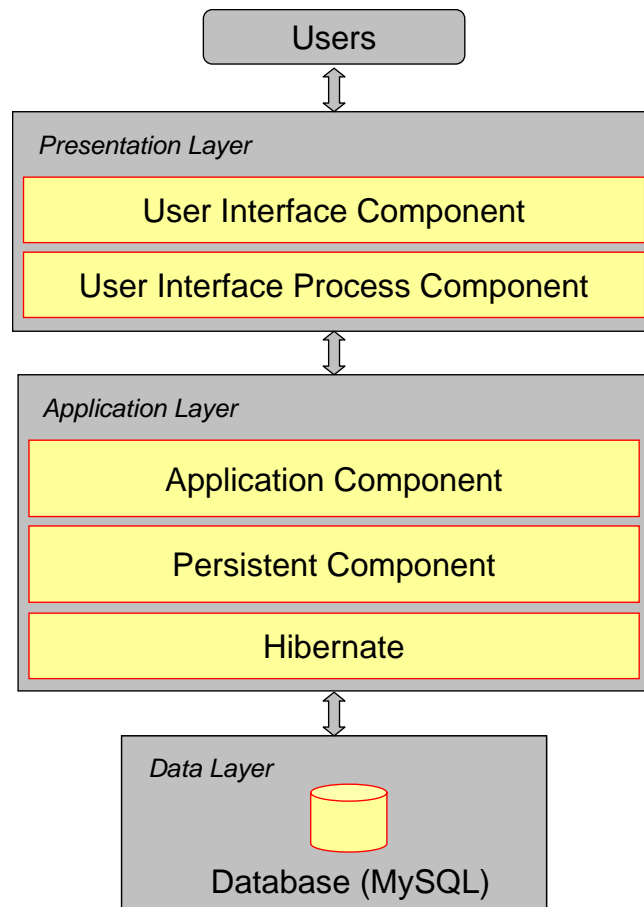 Users
Presentation Layer
User Interface Component
User Interface Process Component
Application Layer
Application Component
Persistent Component
Hibernate
Data Layer
Database (MySQL)